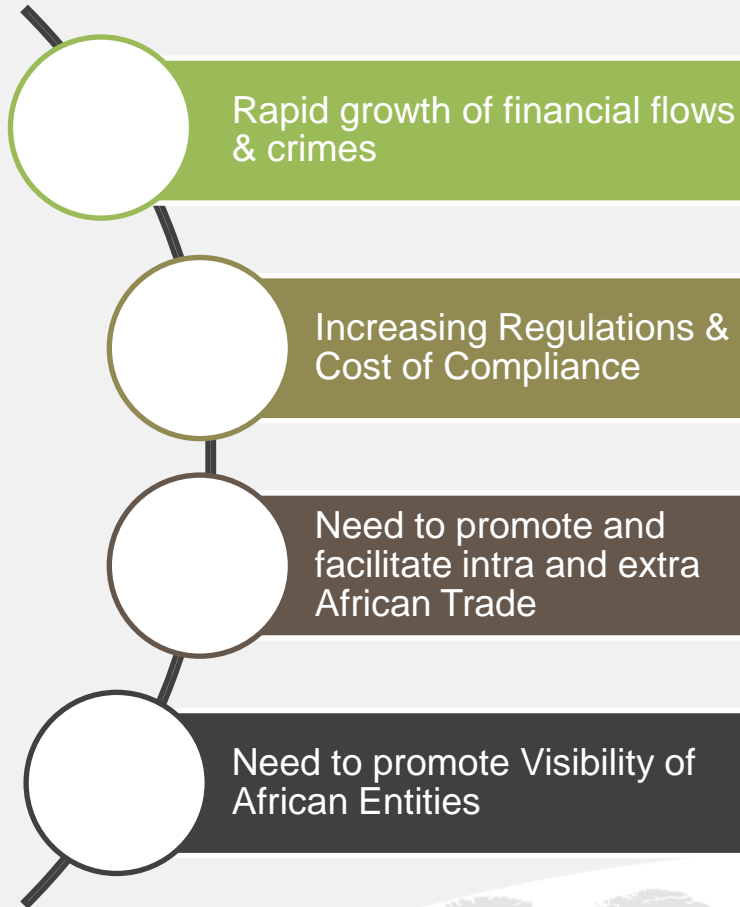 Rapid growth of financial flows
& crimes
Increasing Regulations &
Cost of Compliance
Need to promote and
facilitate intra and extra
African Trade
Need to promote Visibility of
African Entities